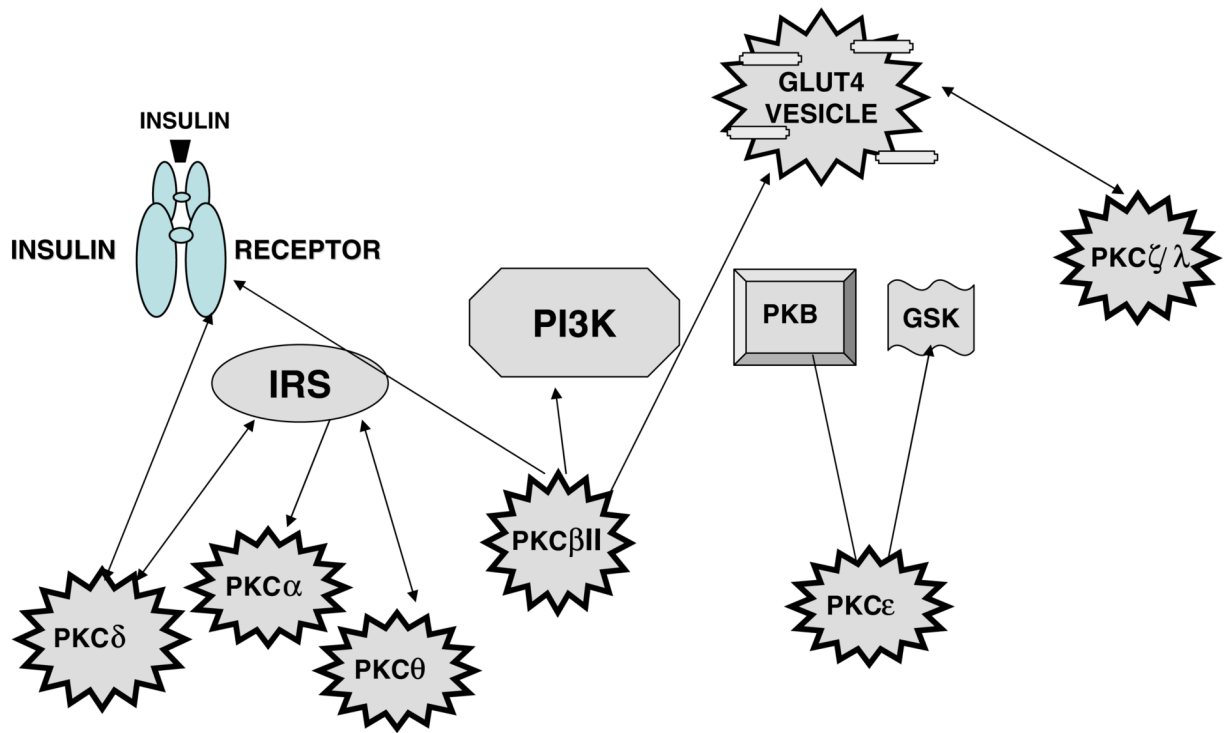 GLUT4
VESICLE
INSULIN
INSULIN RECEPTOR
PKCζ/ λ
PI3K
PKB
GSK
IRS
PKCβII
PKCα
PKCε
PKCδ
PKCθ